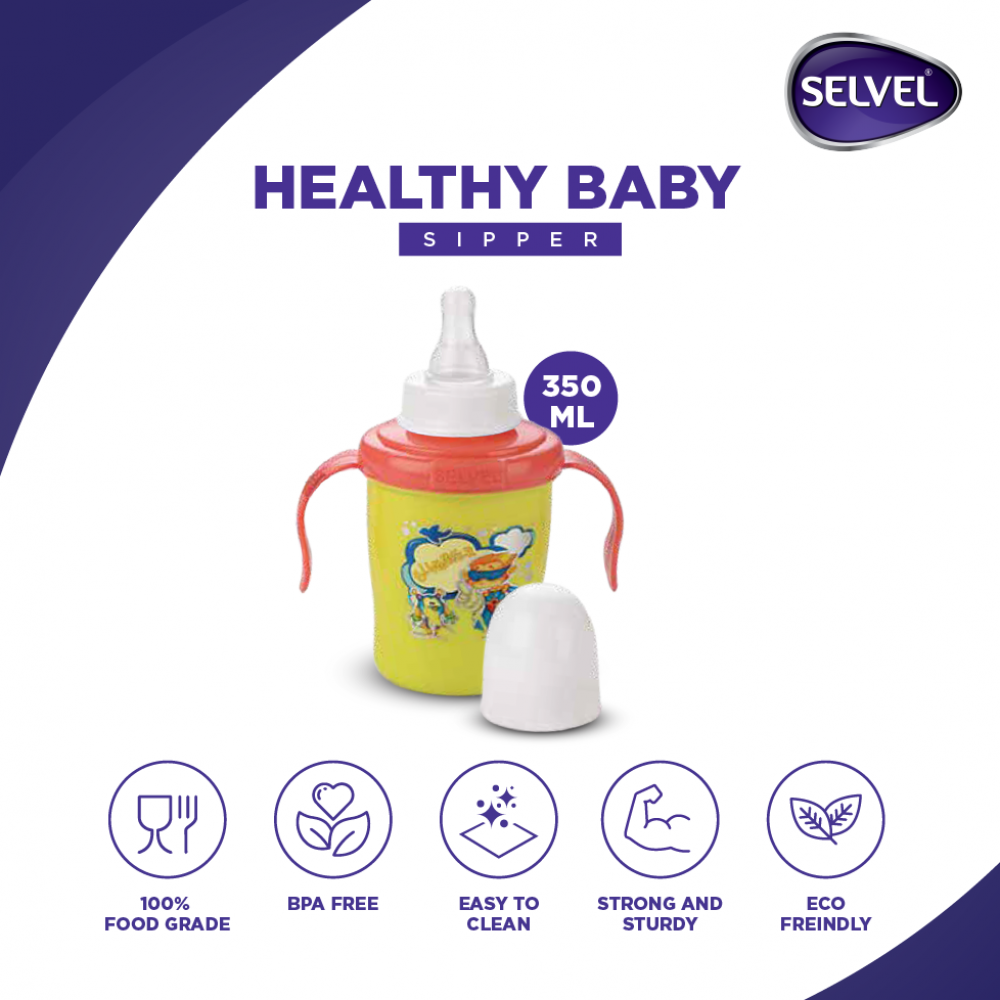 SELVEL®
HEALTHY BABY
SIPPER
350
ML
SELVEL
100%
FOOD GRADE
BPA FREE
EASY TO
CLEAN
STRONG AND
STURDY
ECO
FREINDLY